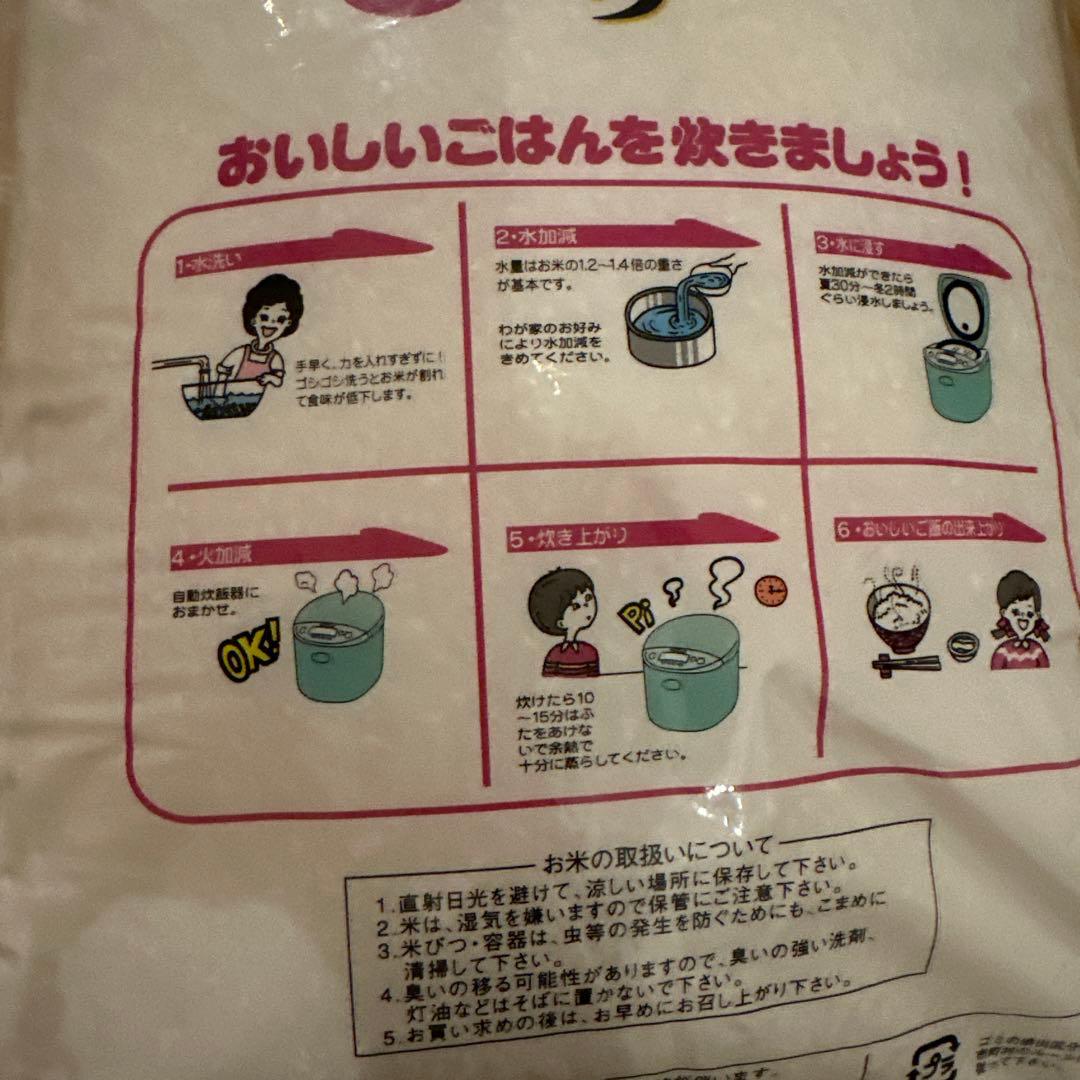 おいしいごはんを炊きましょう!
1・水洗い
手早く、力を入れすぎずに!
ゴシゴシ洗うとお米が割れ
て食味が低下します。
2・水加減
水量はお米の1.2〜1.4倍の重さ
が基本です。
わが家のお好み
により水加減を
きめてください。
3・水に浸す
水加減ができたら
夏30分〜冬2時間
ぐらい浸水しましょう。
4・火加減
自動炊飯器に
おまかせ。
OK!
5・炊き上がり
Pi
炊けたら10
〜15分はふ
たをあけな
いで余熱で
十分に蒸らしてください。
6・おいしいご飯の出来上がり
お米の取扱いについて
1.直射日光を避けて、涼しい場所に保存して下さい。
2.米は、湿気を嫌いますので保管にご注意下さい。
3.米びつ・容器は、虫等の発生を防ぐためにも、こまめに
清掃して下さい。
4.臭いの移る可能性がありますので、臭いの強い洗剤、
灯油などはそばに置かないで下さい。
5.お買い求めの後は、お早めにお召し上がり下さい。
プラ